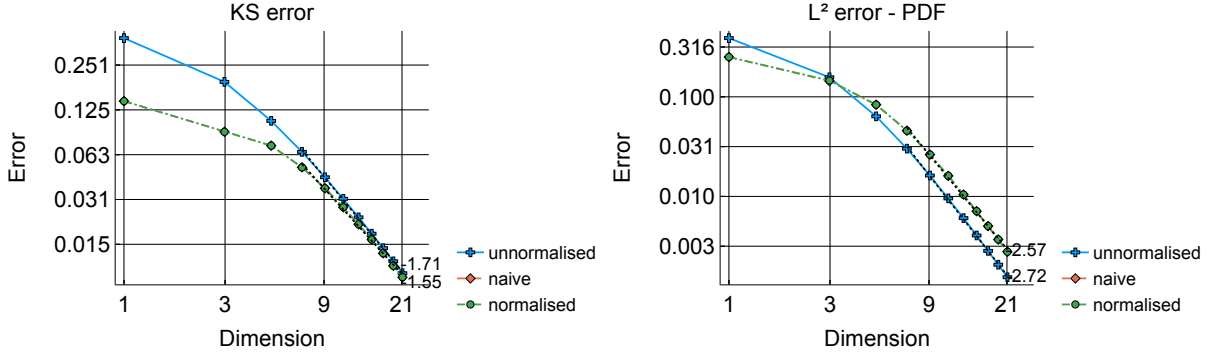 KS error
0.251
0.125
0.063
0.031
0.015
Error
1
3
9
21
Dimension
-1.71
-1.55
unnormalised
naive
normalised
L² error - PDF
0.316
0.100
0.031
0.010
0.003
Error
1
3
9
21
Dimension
-2.57
-2.72
unnormalised
naive
normalised